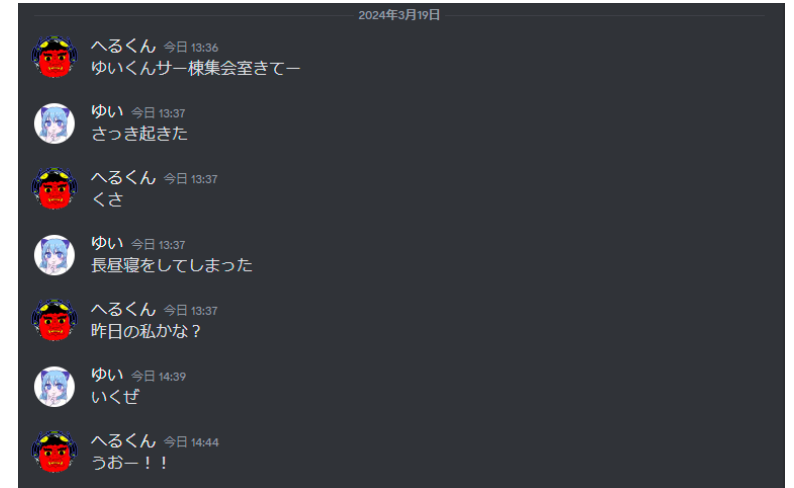 2024年3月19日
へるくん 今日 13:36
ゆいくんサー棟集会室きてー
ゆい 今日 13:37
さっき起きた
へるくん 今日 13:37
くさ
ゆい 今日 13:37
長昼寝をしてしまった
へるくん 今日 13:37
昨日の私かな？
ゆい 今日 14:39
いくぜ
へるくん 今日 14:44
うおー！！